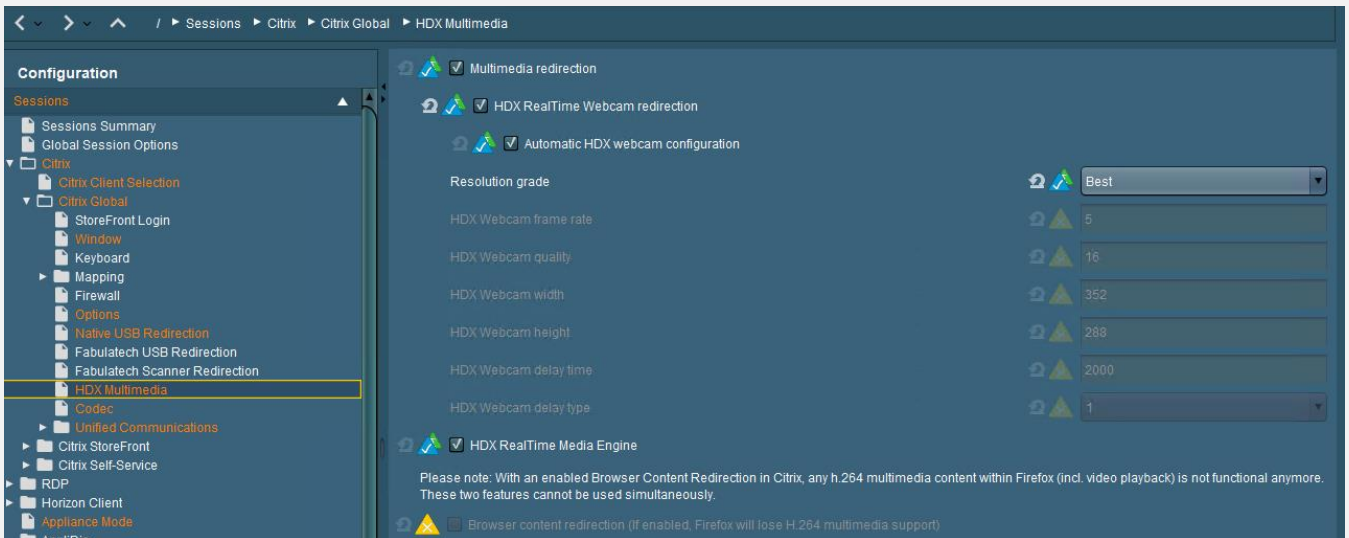 / Sessions Citrix Citrix Global HDX Multimedia
Configuration
Sessions
Sessions Summary
Global Session Options
Citrix
Citrix Client Selection
Citrix Global
StoreFront Login
Window
Keyboard
Mapping
Firewall
Options
Native USB Redirection
Fabulatech USB Redirection
Fabulatech Scanner Redirection
HDX Multimedia
Codec
Unified Communications
Citrix StoreFront
Citrix Self-Service
RDP
Horizon Client
Appliance Mode
Multimedia redirection
HDX RealTime Webcam redirection
Automatic HDX webcam configuration
Resolution grade Best
HDX Webcam frame rate 5
HDX Webcam quality 16
HDX Webcam width 352
HDX Webcam height 288
HDX Webcam delay time 2000
HDX Webcam delay type 1
HDX RealTime Media Engine
Please note: With an enabled Browser Content Redirection in Citrix, any h.264 multimedia content within Firefox (incl. video playback) is not functional anymore.
These two features cannot be used simultaneously.
Browser content redirection (If enabled, Firefox will lose H.264 multimedia support)